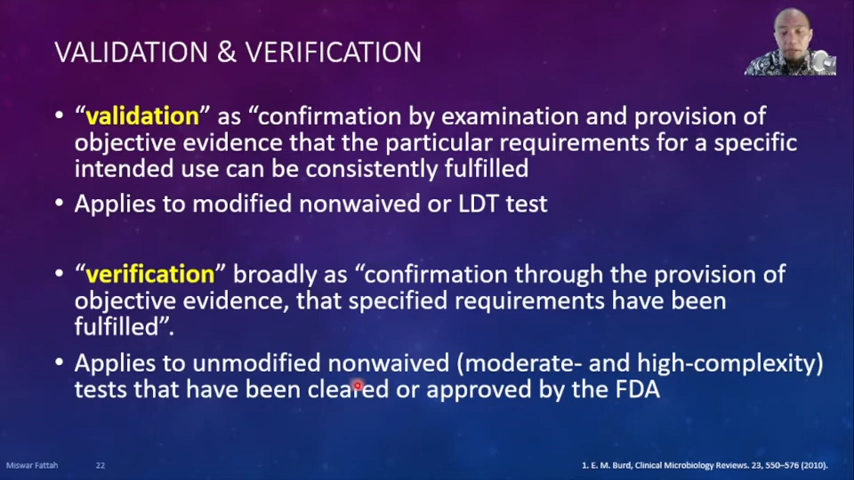 VALIDATION & VERIFICATION
• “validation” as “confirmation by examination and provision of
objective evidence that the particular requirements for a specific
intended use can be consistently fulfilled
• Applies to modified nonwaived or LDT test
• “verification” broadly as “confirmation through the provision of
objective evidence, that specified requirements have been
fulfilled”.
• Applies to unmodified nonwaived (moderate- and high-complexity)
tests that have been cleared or approved by the FDA
Miswar Fattah 22 1. E. M. Burd, Clinical Microbiology Reviews. 23, 550–576 (2010).